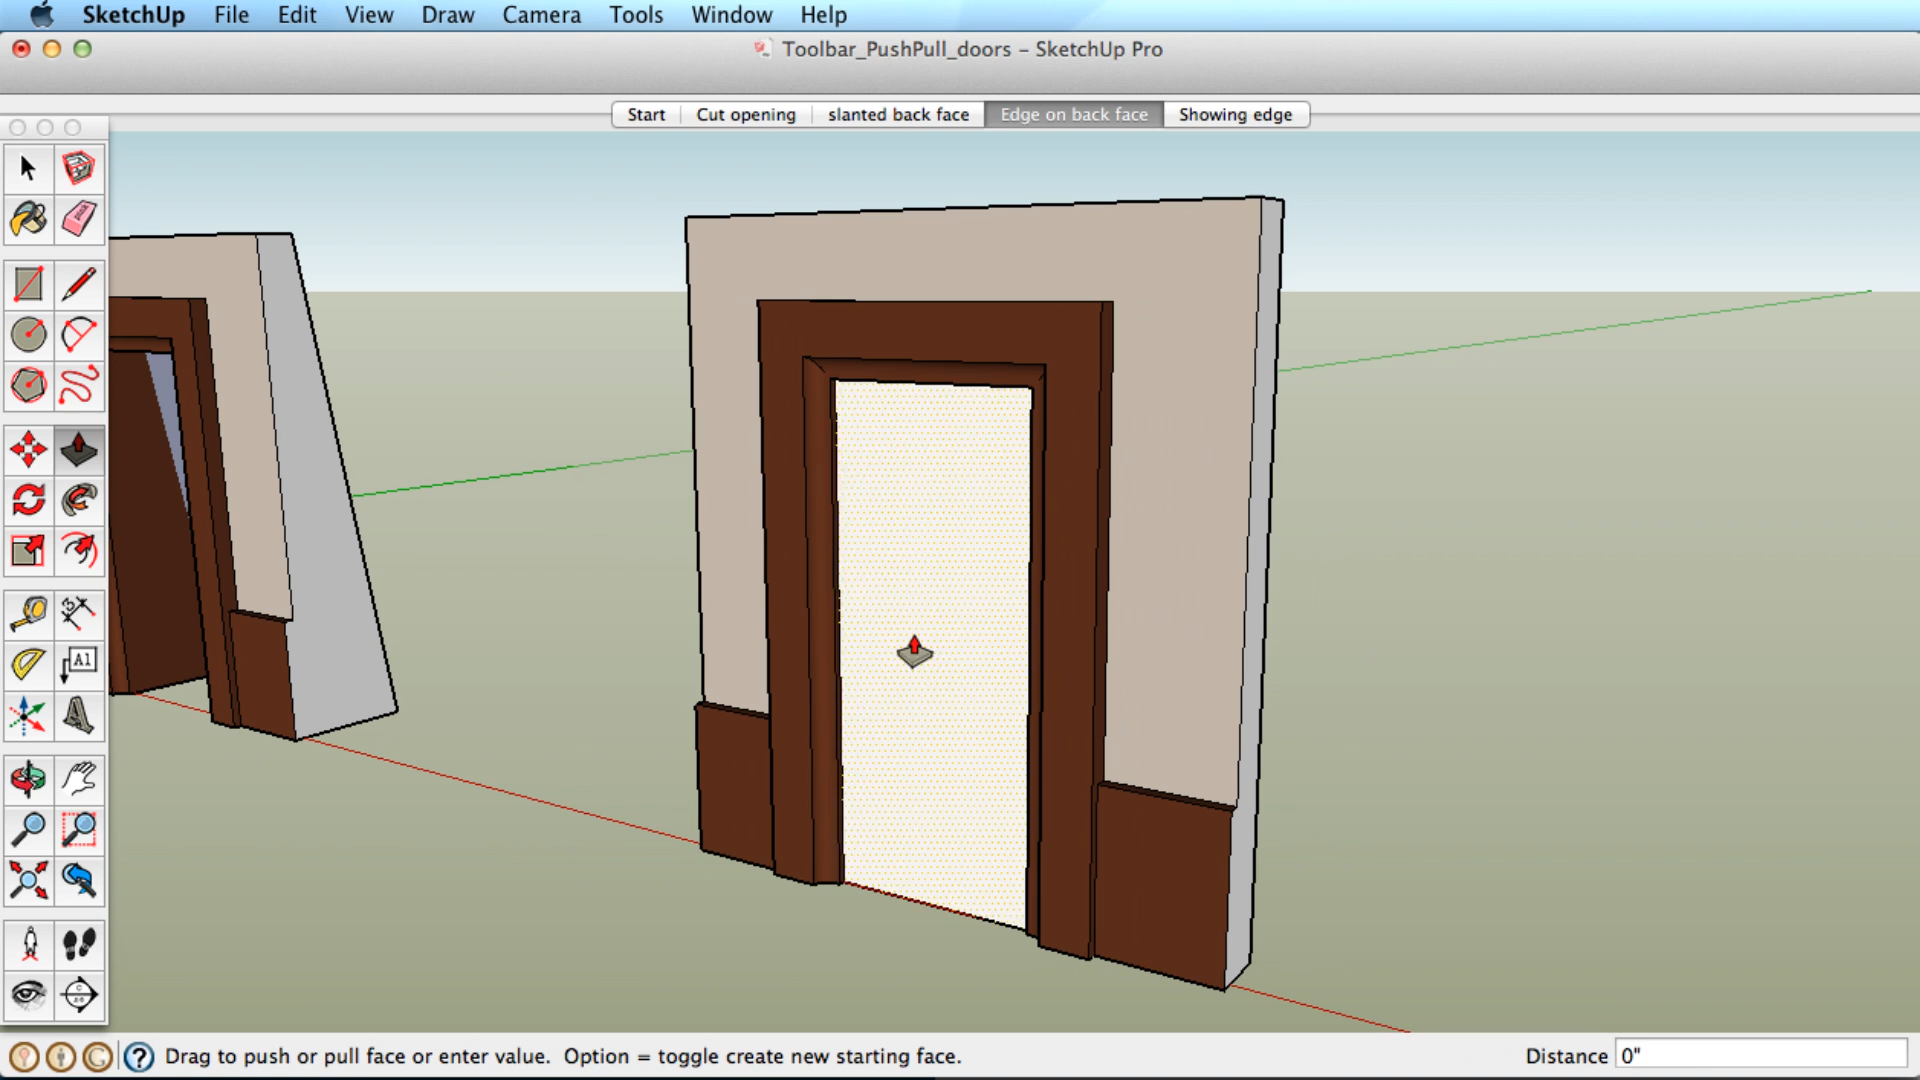 SketchUp File Edit View Draw Camera Tools Window Help
Toolbar_PushPull_doors – SketchUp Pro
Start Cut opening slanted back face Edge on back face Showing edge
A1
Drag to push or pull face or enter value. Option = toggle create new starting face. Distance 0"